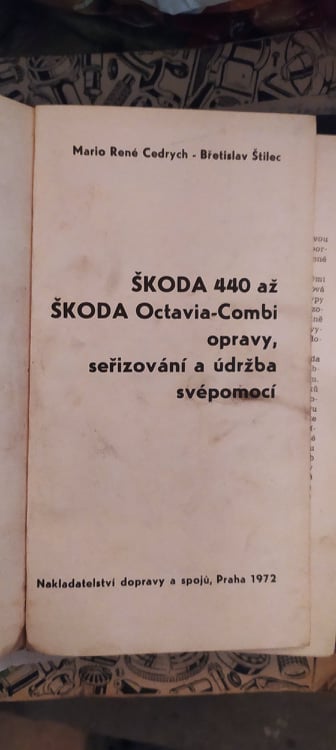 Mario René Cedrych - Břetislav Štilec
ŠKODA 440 až
ŠKODA Octavia-Combi
opravy,
seřizování a údržba
svépomocí
Nakladatelství dopravy a spojů, Praha 1972